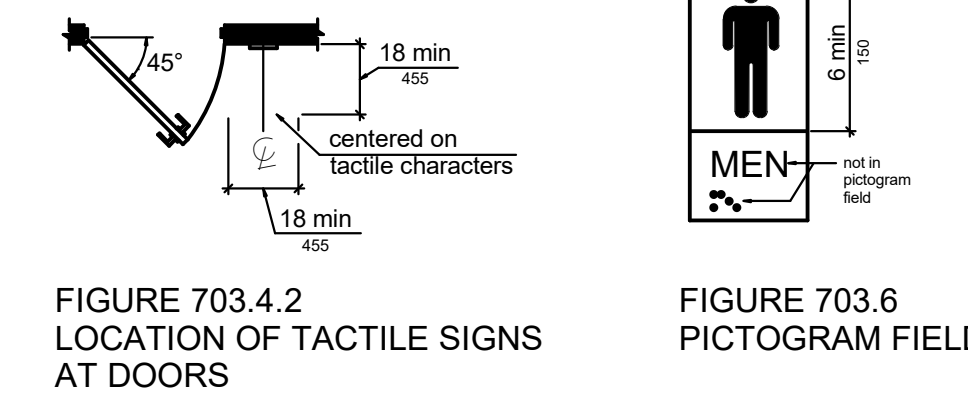 45°
18 min
455
centered on
tactile characters
℄
18 min
455
FIGURE 703.4.2
LOCATION OF TACTILE SIGNS
AT DOORS
6 min
150
MEN
not in
pictogram
field
FIGURE 703.6
PICTOGRAM FIELD